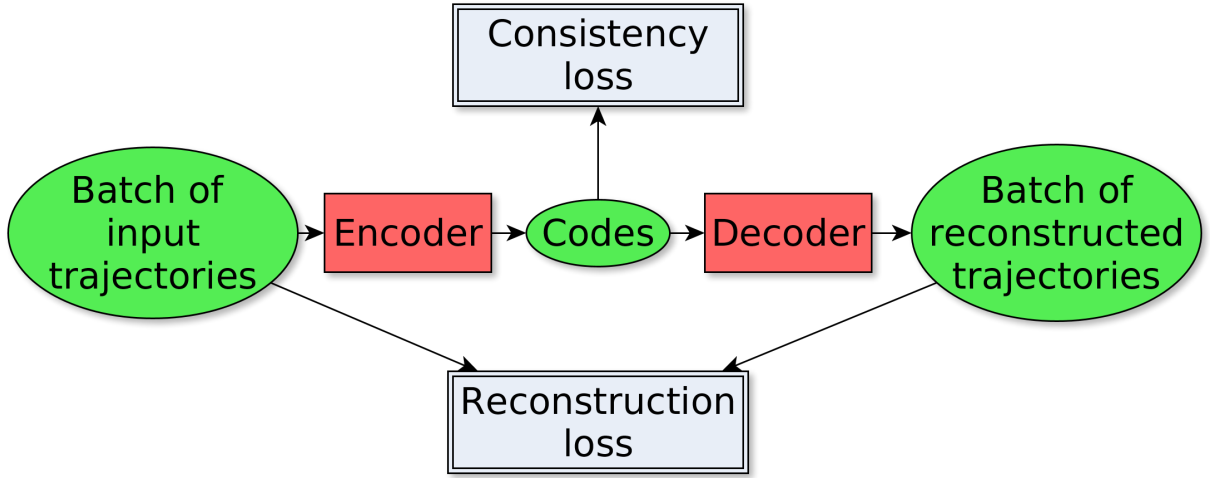 Consistency
loss
Batch of
input
trajectories
Encoder
Codes
Decoder
Batch of
reconstructed
trajectories
Reconstruction
loss